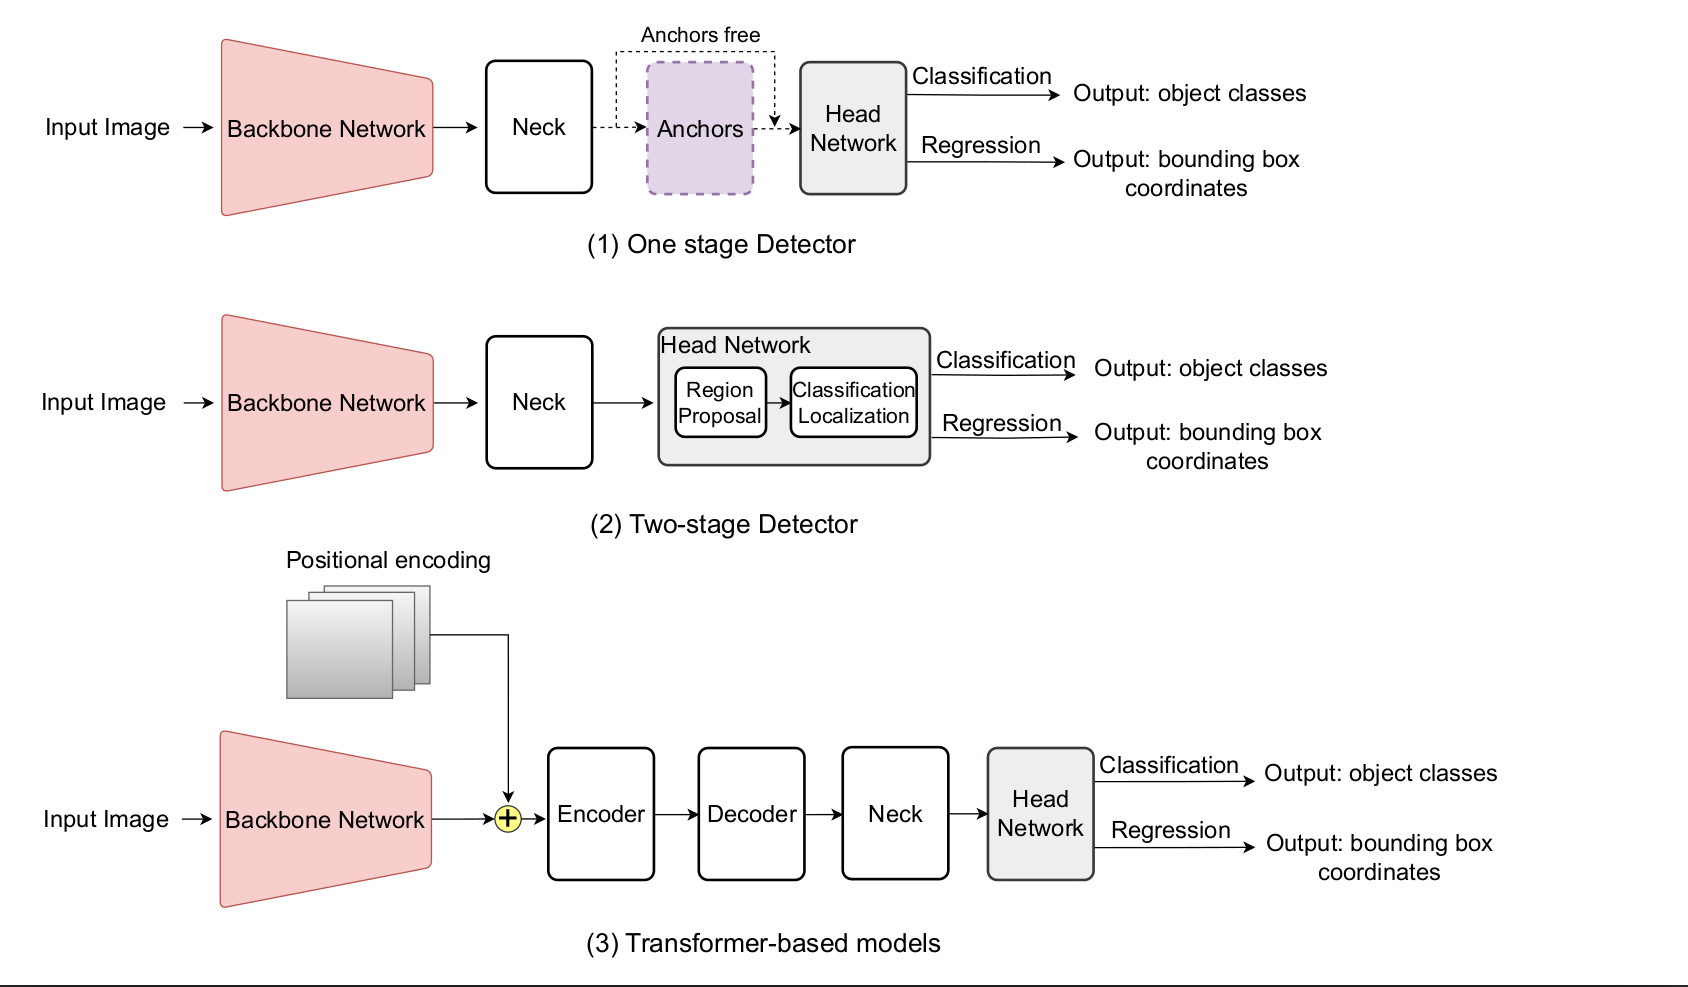 Anchors free
Input Image
Backbone Network
Neck
Anchors
Head
Network
Classification
Output: object classes
Regression
Output: bounding box
coordinates
(1) One stage Detector
Input Image
Backbone Network
Neck
Head Network
Region
Proposal
Classification
Localization
Classification
Output: object classes
Regression
Output: bounding box
coordinates
(2) Two-stage Detector
Positional encoding
Input Image
Backbone Network
+
Encoder
Decoder
Neck
Head
Network
Classification
Output: object classes
Regression
Output: bounding box
coordinates
(3) Transformer-based models